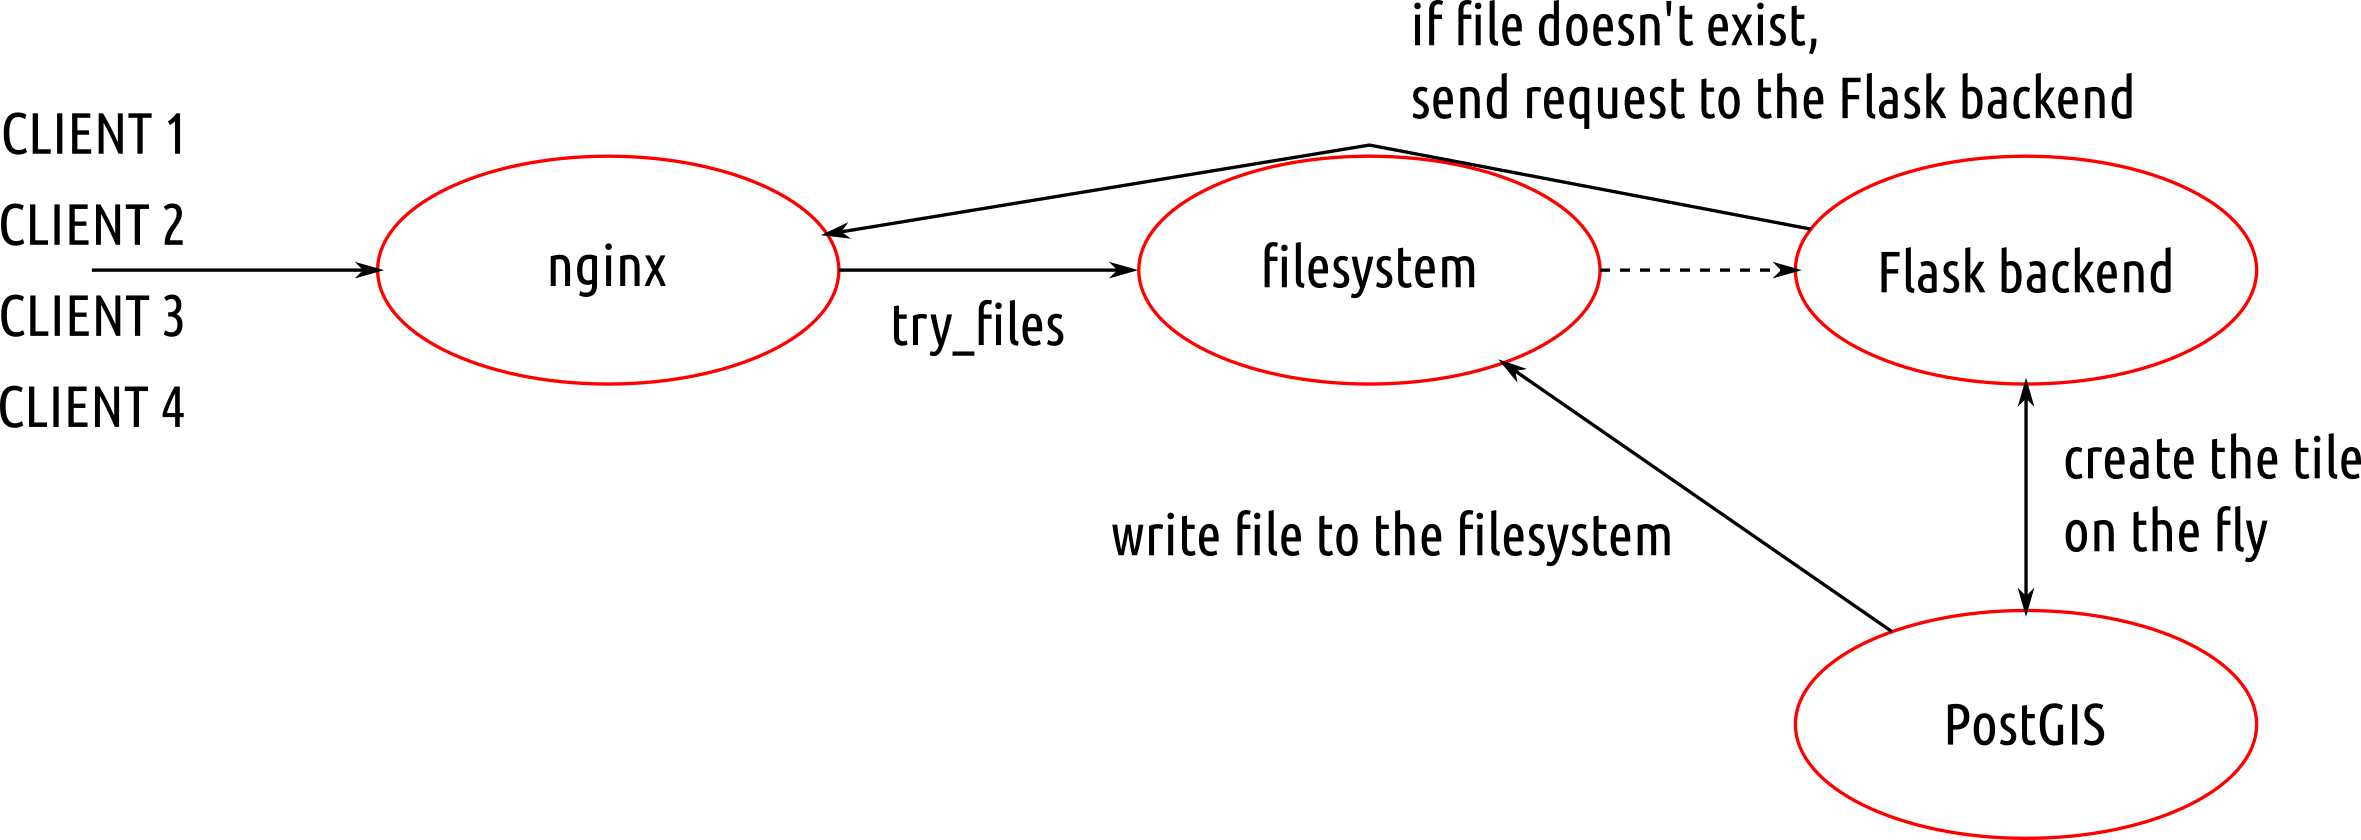 if file doesn't exist,
send request to the Flask backend
CLIENT 1
CLIENT 2
CLIENT 3
CLIENT 4
nginx
try_files
filesystem
Flask backend
create the tile
on the fly
write file to the filesystem
PostGIS